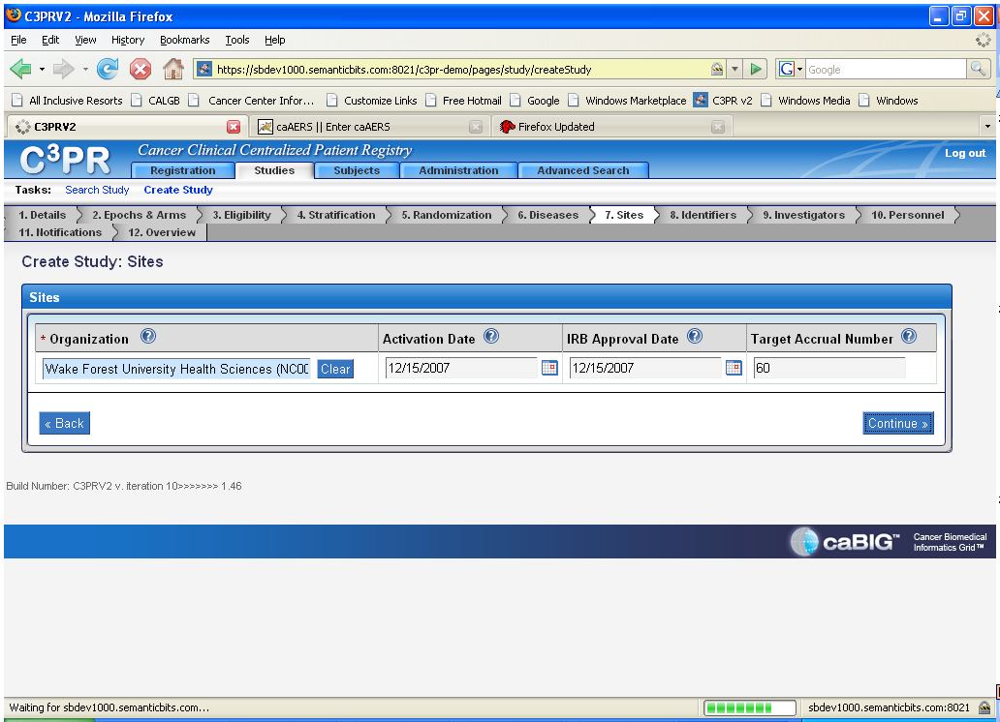 C3PRV2 - Mozilla Firefox
File Edit View History Bookmarks Tools Help
https://sbdev1000.semanticbits.com:8021/c3pr-demo/pages/study/createStudy G Google
All Inclusive Resorts CALGB Cancer Center Infor... Customize Links Free Hotmail Google Windows Marketplace C3PR v2 Windows Media Windows
C3PRV2 caAERS || Enter caAERS Firefox Updated
C3PR Cancer Clinical Centralized Patient Registry Log out
Registration Studies Subjects Administration Advanced Search
Tasks: Search Study Create Study
1. Details 2. Epochs & Arms 3. Eligibility 4. Stratification 5. Randomization 6. Diseases 7. Sites 8. Identifiers 9. Investigators 10. Personnel
11. Notifications 12. Overview
Create Study: Sites
Sites
* Organization ? Activation Date ? IRB Approval Date ? Target Accrual Number ?
Wake Forest University Health Sciences (NC00 Clear 12/15/2007 12/15/2007 60
« Back Continue »
Build Number: C3PRV2 v. iteration 10>>>>>>> 1.46
caBIG™ Cancer Biomedical
Informatics Grid™
Waiting for sbdev1000.semanticbits.com... sbdev1000.semanticbits.com:8021